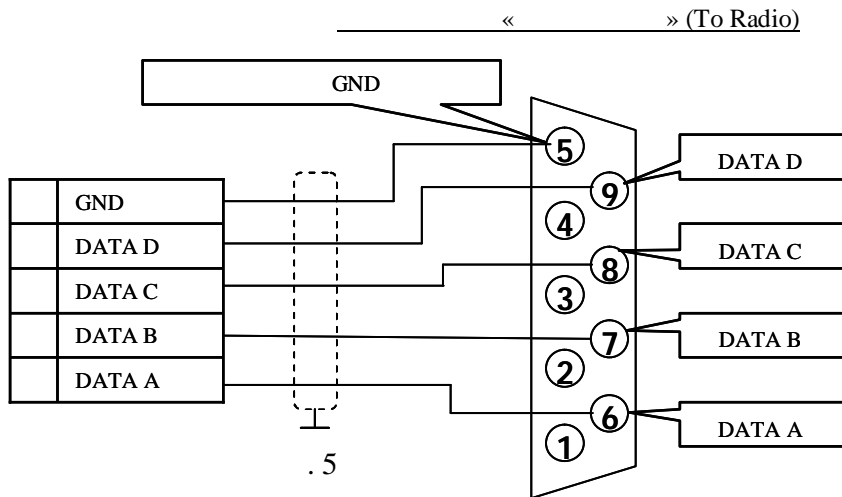 « » (To Radio)
GND
5
DATA D
9
GND
4
DATA D
DATA C
8
DATA C
3
DATA B
7
DATA B
2
DATA A
6
DATA A
1
. 5